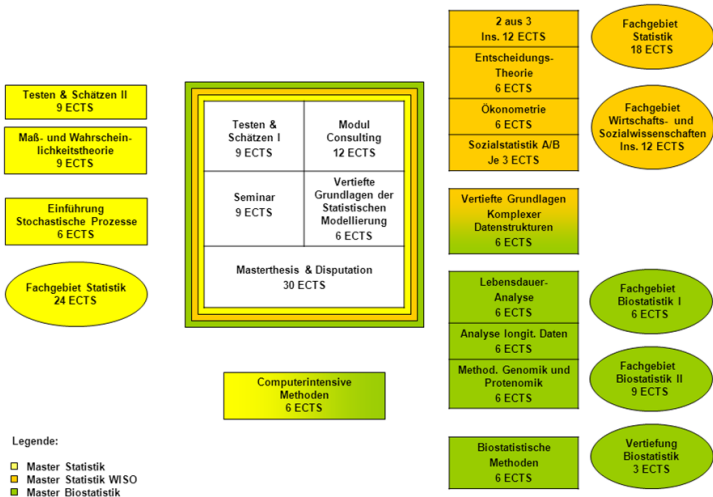 2 aus 3
Ins. 12 ECTS
Fachgebiet
Statistik
18 ECTS
Entscheidungs-
Theorie
6 ECTS
Ökonometrie
6 ECTS
Sozialstatistik A/B
Je 3 ECTS
Fachgebiet
Wirtschafts- und
Sozialwissenschaften
Ins. 12 ECTS
Testen & Schätzen II
9 ECTS
Maß- und Wahrschein-
lichkeitstheorie
9 ECTS
Einführung
Stochastische Prozesse
6 ECTS
Fachgebiet Statistik
24 ECTS
Testen &
Schätzen I
9 ECTS
Modul
Consulting
12 ECTS
Seminar
9 ECTS
Vertiefte
Grundlagen der
Statistischen
Modellierung
6 ECTS
Masterthesis & Disputation
30 ECTS
Vertiefte Grundlagen
Komplexer
Datenstrukturen
6 ECTS
Lebensdauer-
Analyse
6 ECTS
Analyse longit. Daten
6 ECTS
Method. Genomik und
Protenomik
6 ECTS
Fachgebiet
Biostatistik I
6 ECTS
Fachgebiet
Biostatistik II
9 ECTS
Computerintensive
Methoden
6 ECTS
Biostatistische
Methoden
6 ECTS
Vertiefung
Biostatistik
3 ECTS
Legende:
Master Statistik
Master Statistik WISO
Master Biostatistik